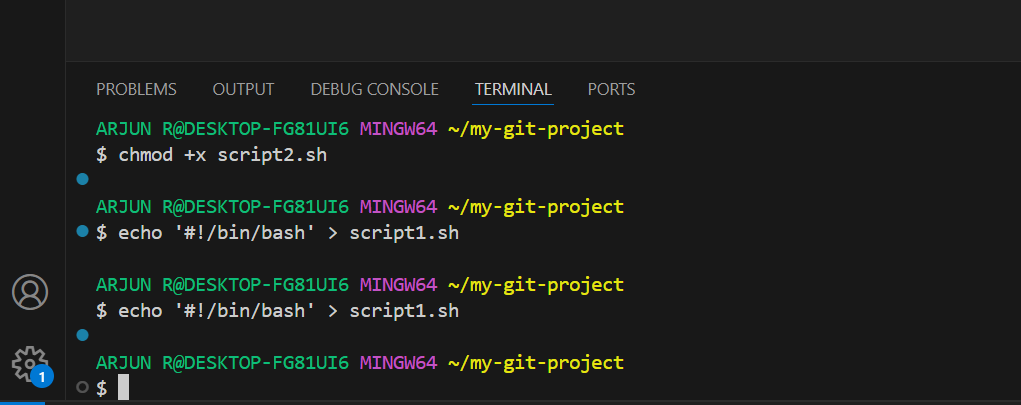 PROBLEMS OUTPUT DEBUG CONSOLE TERMINAL PORTS
ARJUN R@DESKTOP-FG81UI6 MINGW64 ~/my-git-project
$ chmod +x script2.sh
ARJUN R@DESKTOP-FG81UI6 MINGW64 ~/my-git-project
$ echo '#!/bin/bash' > script1.sh
ARJUN R@DESKTOP-FG81UI6 MINGW64 ~/my-git-project
$ echo '#!/bin/bash' > script1.sh
ARJUN R@DESKTOP-FG81UI6 MINGW64 ~/my-git-project
$
1